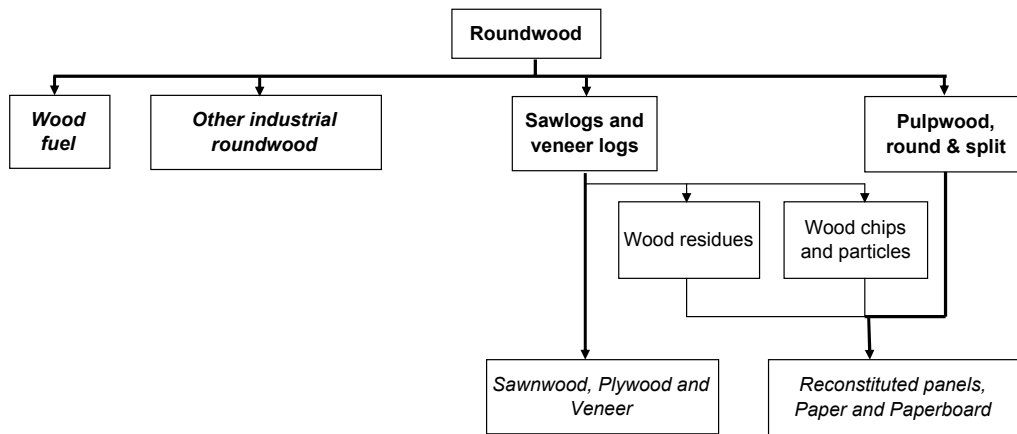 Roundwood
Wood
fuel
Other industrial
roundwood
Sawlogs and
veneer logs
Pulpwood,
round & split
Wood residues
Wood chips
and particles
Sawnwood, Plywood and
Veneer
Reconstituted panels,
Paper and Paperboard